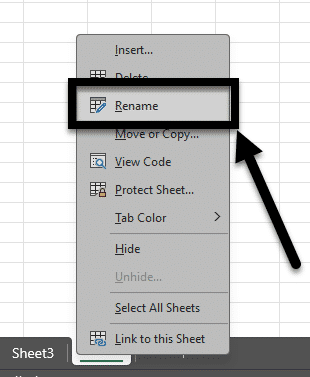 Insert...
Delete
Rename
Move or Copy...
View Code
Protect Sheet...
Tab Color
Hide
Unhide...
Select All Sheets
Link to this Sheet
Sheet3